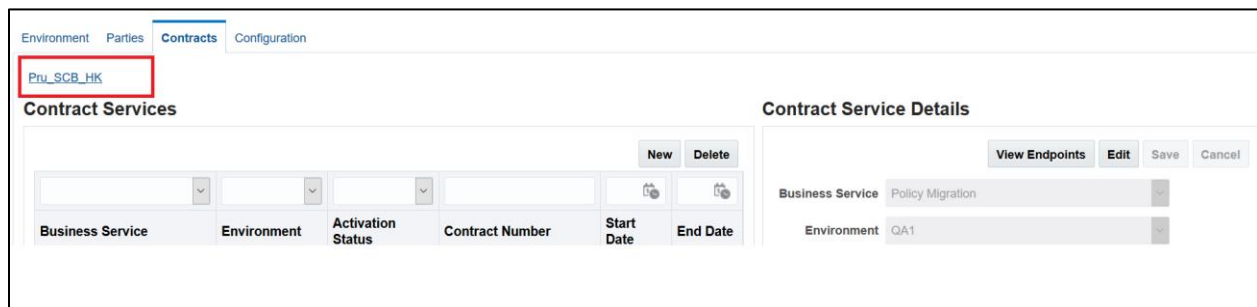 Environment Parties Contracts Configuration
Pru_SCB_HK
Contract Services
New Delete
Business Service Environment Activation Status Contract Number Start Date End Date
Contract Service Details
View Endpoints Edit Save Cancel
Business Service Policy Migration
Environment QA1